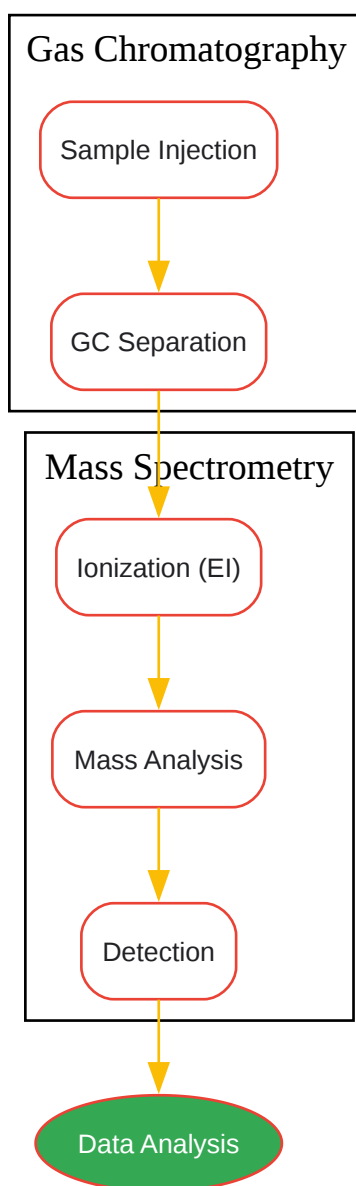 Gas Chromatography
Sample Injection
GC Separation
Mass Spectrometry
Ionization (EI)
Mass Analysis
Detection
Data Analysis